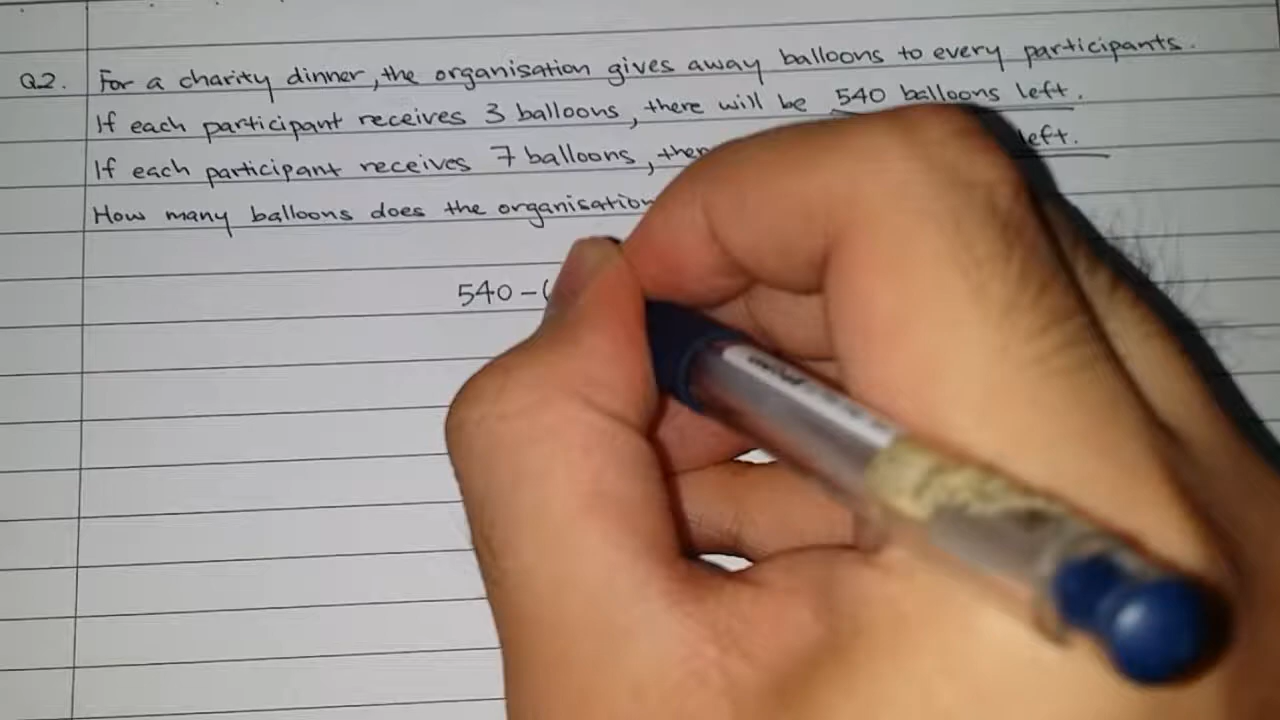 Q2. For a charity dinner, the organisation gives away balloons to every participants.
If each participant receives 3 balloons, there will be 540 balloons left.
If each participant receives 7 balloons, left.
How many balloons does the organisation
540 - (